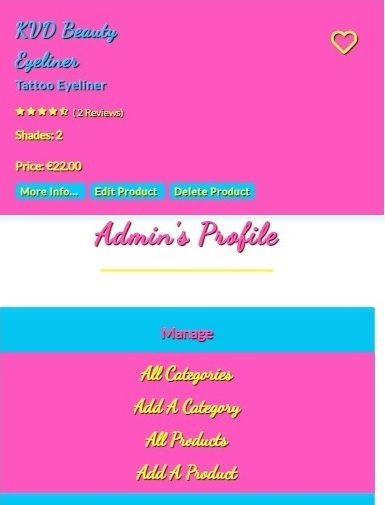 KVD Beauty
Eyeliner
Tattoo Eyeliner
( 2 Reviews)
Shades: 2
Price: €22.00
More Info... Edit Product Delete Product
Admin's Profile
Manage
All Categories
Add A Category
All Products
Add A Product